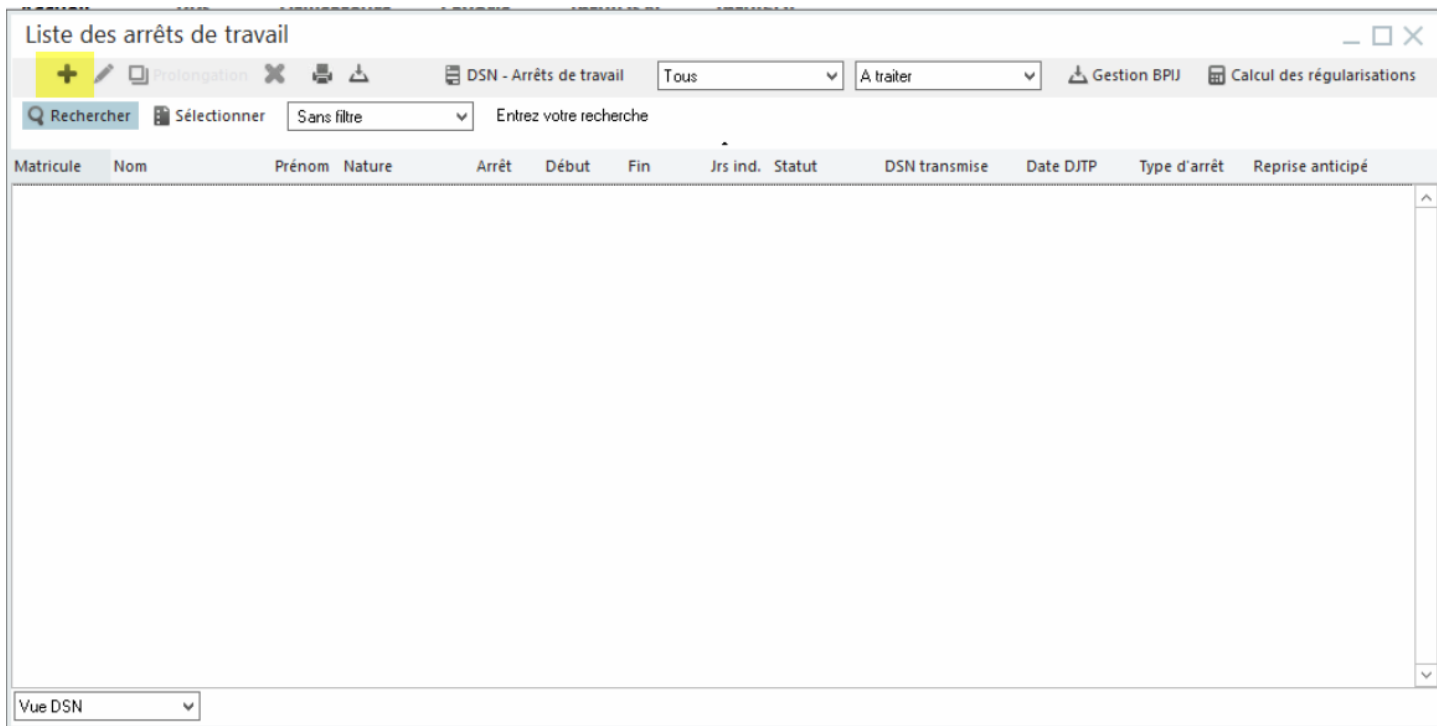 Liste des arrêts de travail
Prolongation DSN - Arrêts de travail Tous A traiter Gestion BPIJ Calcul des régularisations
Rechercher Sélectionner Sans filtre Entrez votre recherche
Matricule Nom Prénom Nature Arrêt Début Fin Jrs ind. Statut DSN transmise Date DJTP Type d'arrêt Reprise anticipé
Vue DSN